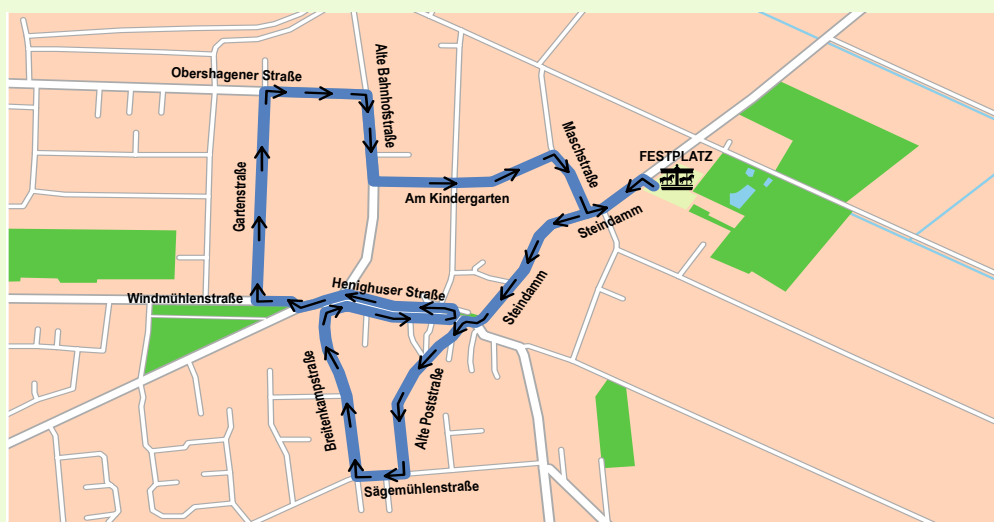 Obershagener Straße
Alte Bahnhofstraße
Maschstraße
FESTPLATZ
Gartenstraße
Am Kindergarten
Steindamm
Windmühlenstraße
Henighuser Straße
Steindamm
Breitenkampstraße
Alte Poststraße
Sägemühlenstraße